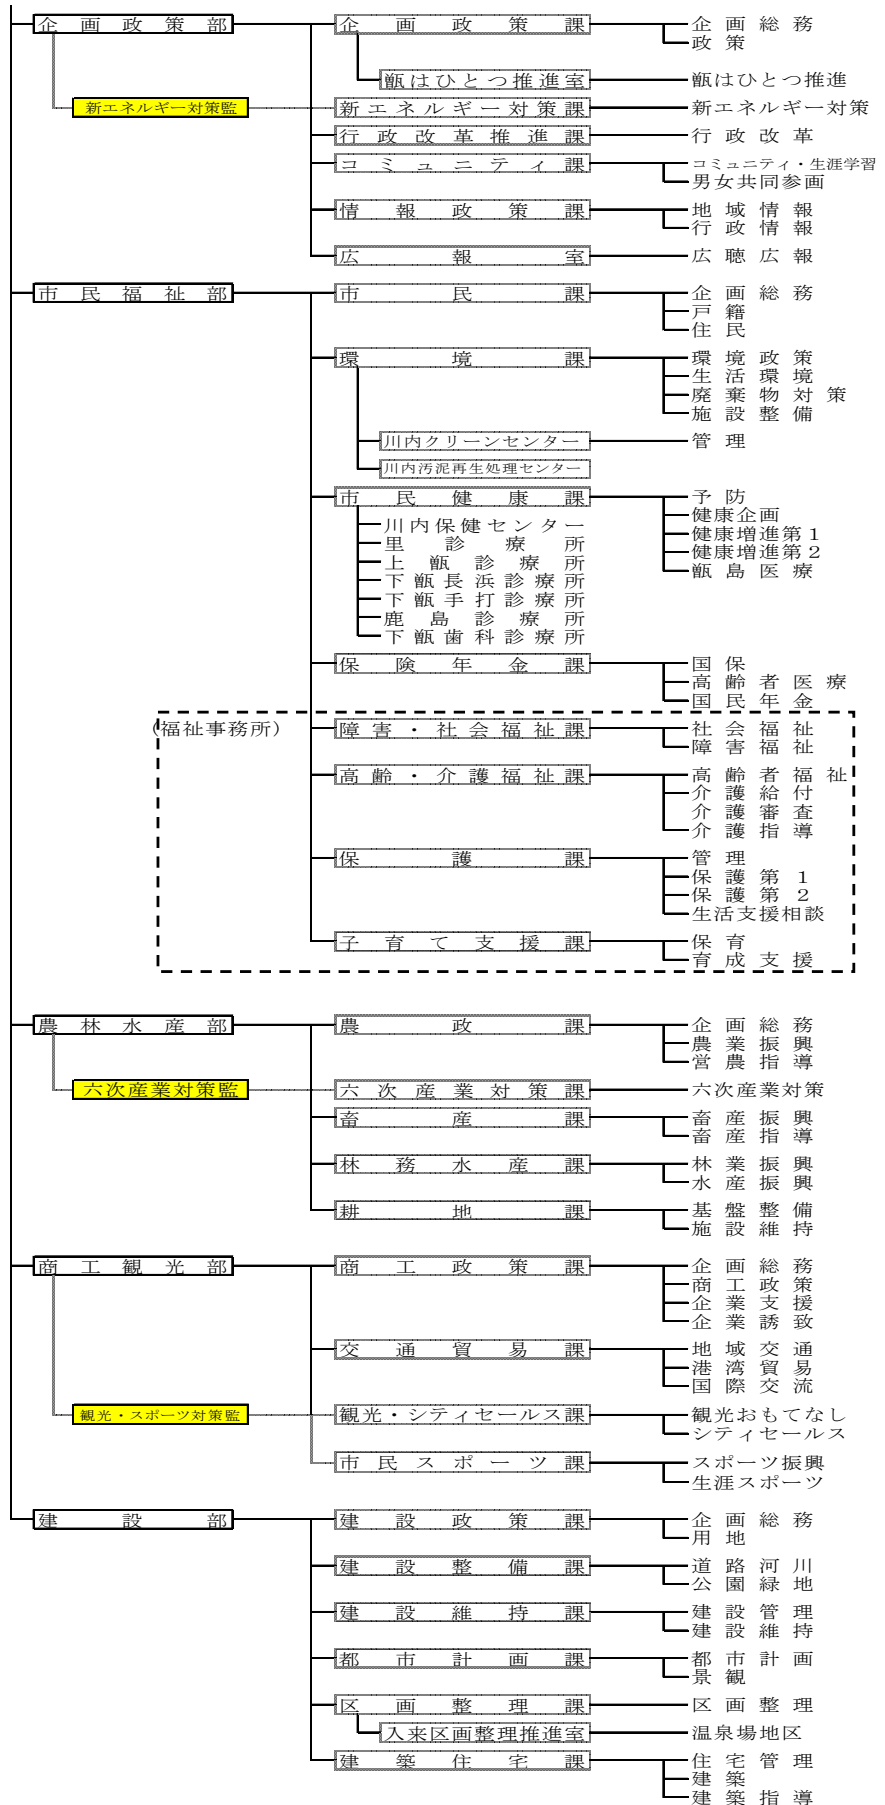 企画政策部 企画政策課 企画総務
政策
甑はひとつ推進室 甑はひとつ推進
新エネルギー対策監 新エネルギー対策課 新エネルギー対策
行政改革推進課 行政改革
コミュニティ課 コミュニティ・生涯学習
男女共同参画
情報政策課 地域情報
行政情報
広報室 広聴広報
市民福祉部 市民課 企画総務
戸籍
住民
環境課 環境政策
生活環境
廃棄物対策
施設整備
川内クリーンセンター 管理
川内汚泥再生処理センター
市民健康課 予防
健康企画
川内保健センター 健康増進第1
里診療所 健康増進第2
上甑診療所 甑島医療
下甑長浜診療所
下甑手打診療所
鹿島診療所
下甑歯科診療所
保険年金課 国保
高齢者医療
国民年金
(福祉事務所) 障害・社会福祉課 社会福祉
障害福祉
高齢・介護福祉課 高齢者福祉
介護給付
介護審査
介護指導
保護課 管理
保護第1
保護第2
生活支援相談
子育て支援課 保育
育成支援
農林水産部 農政課 企画総務
農業振興
営農指導
六次産業対策監 六次産業対策課 六次産業対策
畜産課 畜産振興
畜産指導
林務水産課 林業振興
水産振興
耕地課 基盤整備
施設維持
商工観光部 商工政策課 企画総務
商工政策
企業支援
企業誘致
交通貿易課 地域交通
港湾貿易
国際交流
観光・スポーツ対策監 観光・シティセールス課 観光おもてなし
シティセールス
市民スポーツ課 スポーツ振興
生涯スポーツ
建設部 建設政策課 企画総務
用地
建設整備課 道路河川
公園緑地
建設維持課 建設管理
建設維持
都市計画課 都市計画
景観
区画整理課 区画整理
入来区画整理推進室 温泉場地区
建築住宅課 住宅管理
建築
建築指導